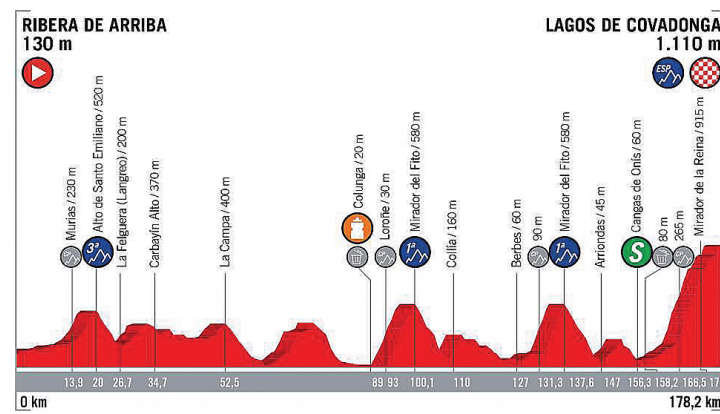 RIBERA DE ARRIBA
130 m
LAGOS DE COVADONGA
1.110 m
ESP
Murias / 230 m
3ª
Alto de Santo Emiliano / 520 m
La Felguera (Langreo) / 200 m
Carbayín Alto / 370 m
La Campa / 400 m
Colunga / 20 m
Loroñe / 30 m
1ª
Mirador del Fito / 580 m
Collía / 160 m
Berbes / 60 m
90 m
1ª
Mirador del Fito / 580 m
Arriondas / 45 m
S
Cangas de Onís / 60 m
80 m
265 m
Mirador de la Reina / 915 m
13,9 20 26,7 34,7 52,5 89 93 100,1 110 127 131,3 137,6 147 156,3 158,2 166,5
0 km
178,2 km